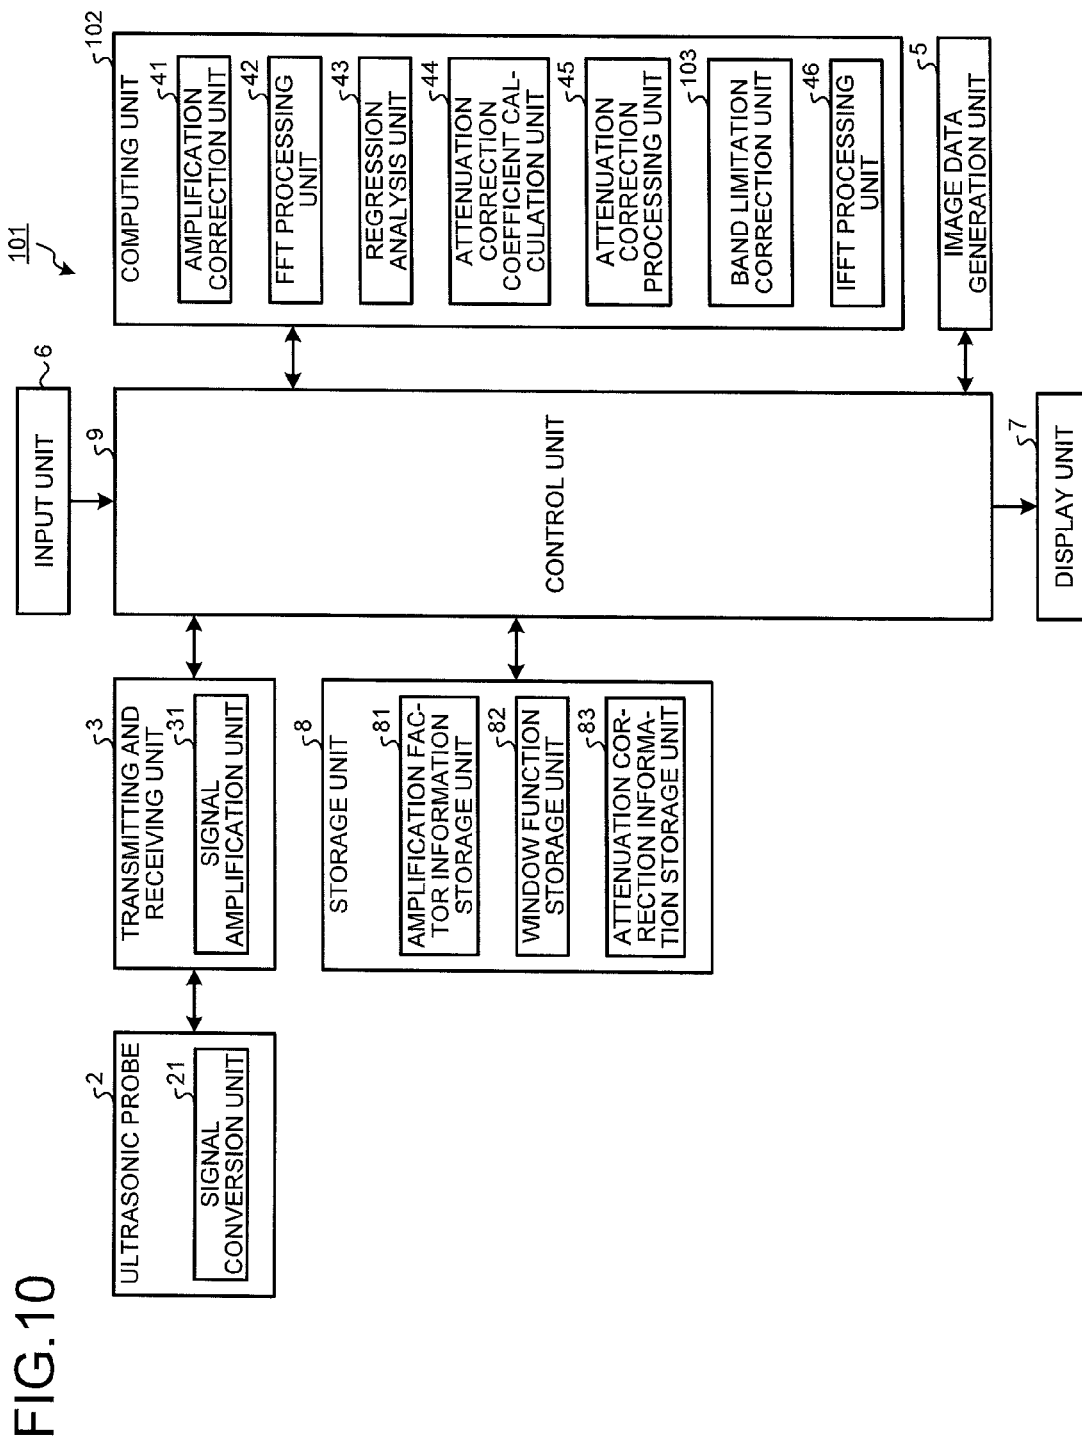 FIG.10
101
INPUT UNIT
6
ULTRASONIC PROBE
2
SIGNAL
CONVERSION UNIT
21
TRANSMITTING AND
RECEIVING UNIT
3
SIGNAL
AMPLIFICATION UNIT
31
STORAGE UNIT
8
AMPLIFICATION FAC-
TOR INFORMATION
STORAGE UNIT
81
WINDOW FUNCTION
STORAGE UNIT
82
ATTENUATION COR-
RECTION INFORMA-
TION STORAGE UNIT
83
CONTROL UNIT
9
COMPUTING UNIT
102
AMPLIFICATION
CORRECTION UNIT
41
FFT PROCESSING
UNIT
42
REGRESSION
ANALYSIS UNIT
43
ATTENUATION
CORRECTION
COEFFICIENT CAL-
CULATION UNIT
44
ATTENUATION
CORRECTION
PROCESSING UNIT
45
BAND LIMITATION
CORRECTION UNIT
103
IFFT PROCESSING
UNIT
46
IMAGE DATA
GENERATION UNIT
5
DISPLAY UNIT
7